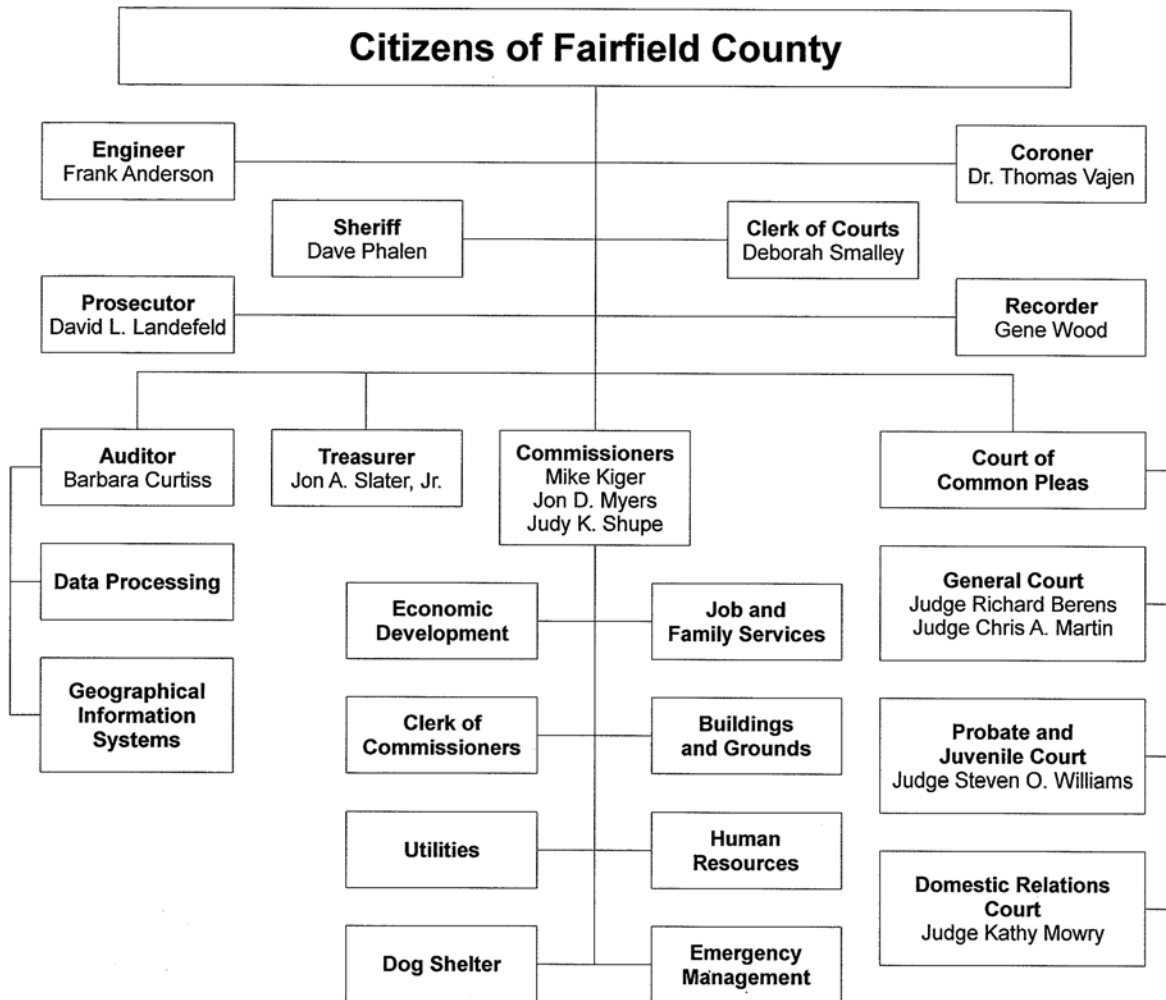 Citizens of Fairfield County
Engineer
Frank Anderson
Coroner
Dr. Thomas Vajen
Sheriff
Dave Phalen
Clerk of Courts
Deborah Smalley
Prosecutor
David L. Landefeld
Recorder
Gene Wood
Auditor
Barbara Curtiss
Treasurer
Jon A. Slater, Jr.
Commissioners
Mike Kiger
Jon D. Myers
Judy K. Shupe
Court of
Common Pleas
Data Processing
General Court
Judge Richard Berens
Judge Chris A. Martin
Economic
Development
Job and
Family Services
Geographical
Information
Systems
Clerk of
Commissioners
Buildings
and Grounds
Probate and
Juvenile Court
Judge Steven O. Williams
Utilities
Human
Resources
Domestic Relations
Court
Judge Kathy Mowry
Dog Shelter
Emergency
Management